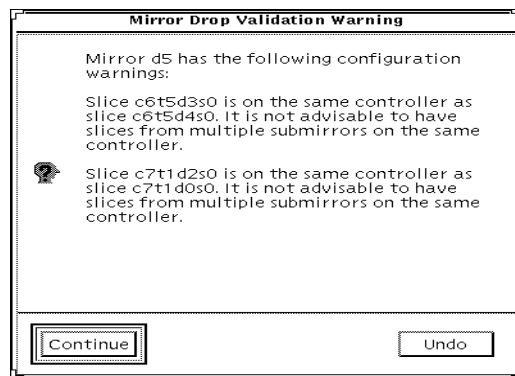 Mirror Drop Validation Warning
Mirror d5 has the following configuration
warnings:
Slice c6t5d3s0 is on the same controller as
slice c6t5d4s0. It is not advisable to have
slices from multiple submirrors on the same
controller.
Slice c7t1d2s0 is on the same controller as
slice c7t1d0s0. It is not advisable to have
slices from multiple submirrors on the same
controller.
Continue
Undo